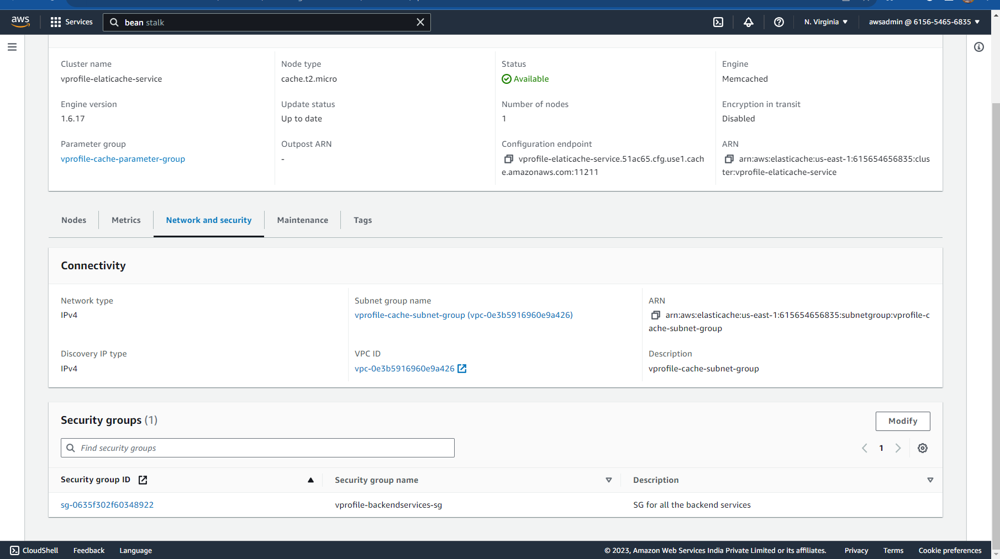 aws Services bean stalk N. Virginia awsadmin @ 6156-5465-6835
Cluster name Node type Status Engine
vprofile-elaticache-service cache.t2.micro Available Memcached
Engine version Update status Number of nodes Encryption in transit
1.6.17 Up to date 1 Disabled
Parameter group Outpost ARN Configuration endpoint ARN
vprofile-cache-parameter-group - vprofile-elaticache-service.51ac65.cfg.use1.cach arn:aws:elasticache:us-east-1:615654656835:clus
e.amazonaws.com:11211 ter:vprofile-elaticache-service
Nodes Metrics Network and security Maintenance Tags
Connectivity
Network type Subnet group name ARN
IPv4 vprofile-cache-subnet-group (vpc-0e3b5916960e9a426) arn:aws:elasticache:us-east-1:615654656835:subnetgroup:vprofile-c
ache-subnet-group
Discovery IP type VPC ID Description
IPv4 vpc-0e3b5916960e9a426 vprofile-cache-subnet-group
Security groups (1) Modify
Find security groups 1
Security group ID Security group name Description
sg-0635f302f60348922 vprofile-backendservices-sg SG for all the backend services
CloudShell Feedback Language © 2023, Amazon Web Services India Private Limited or its affiliates. Privacy Terms Cookie preferences